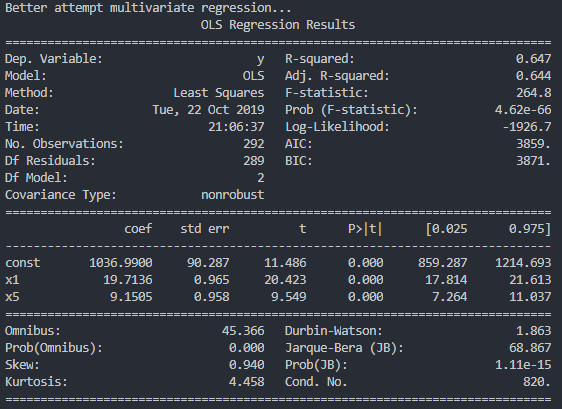 Better attempt multivariate regression...
OLS Regression Results
==============================================================================
Dep. Variable: y R-squared: 0.647
Model: OLS Adj. R-squared: 0.644
Method: Least Squares F-statistic: 264.8
Date: Tue, 22 Oct 2019 Prob (F-statistic): 4.62e-66
Time: 21:06:37 Log-Likelihood: -1926.7
No. Observations: 292 AIC: 3859.
Df Residuals: 289 BIC: 3871.
Df Model: 2
Covariance Type: nonrobust
==============================================================================
coef std err t P>|t| [0.025 0.975]
------------------------------------------------------------------------------
const 1036.9900 90.287 11.486 0.000 859.287 1214.693
x1 19.7136 0.965 20.423 0.000 17.814 21.613
x5 9.1505 0.958 9.549 0.000 7.264 11.037
==============================================================================
Omnibus: 45.366 Durbin-Watson: 1.863
Prob(Omnibus): 0.000 Jarque-Bera (JB): 68.867
Skew: 0.940 Prob(JB): 1.11e-15
Kurtosis: 4.458 Cond. No. 820.
==============================================================================